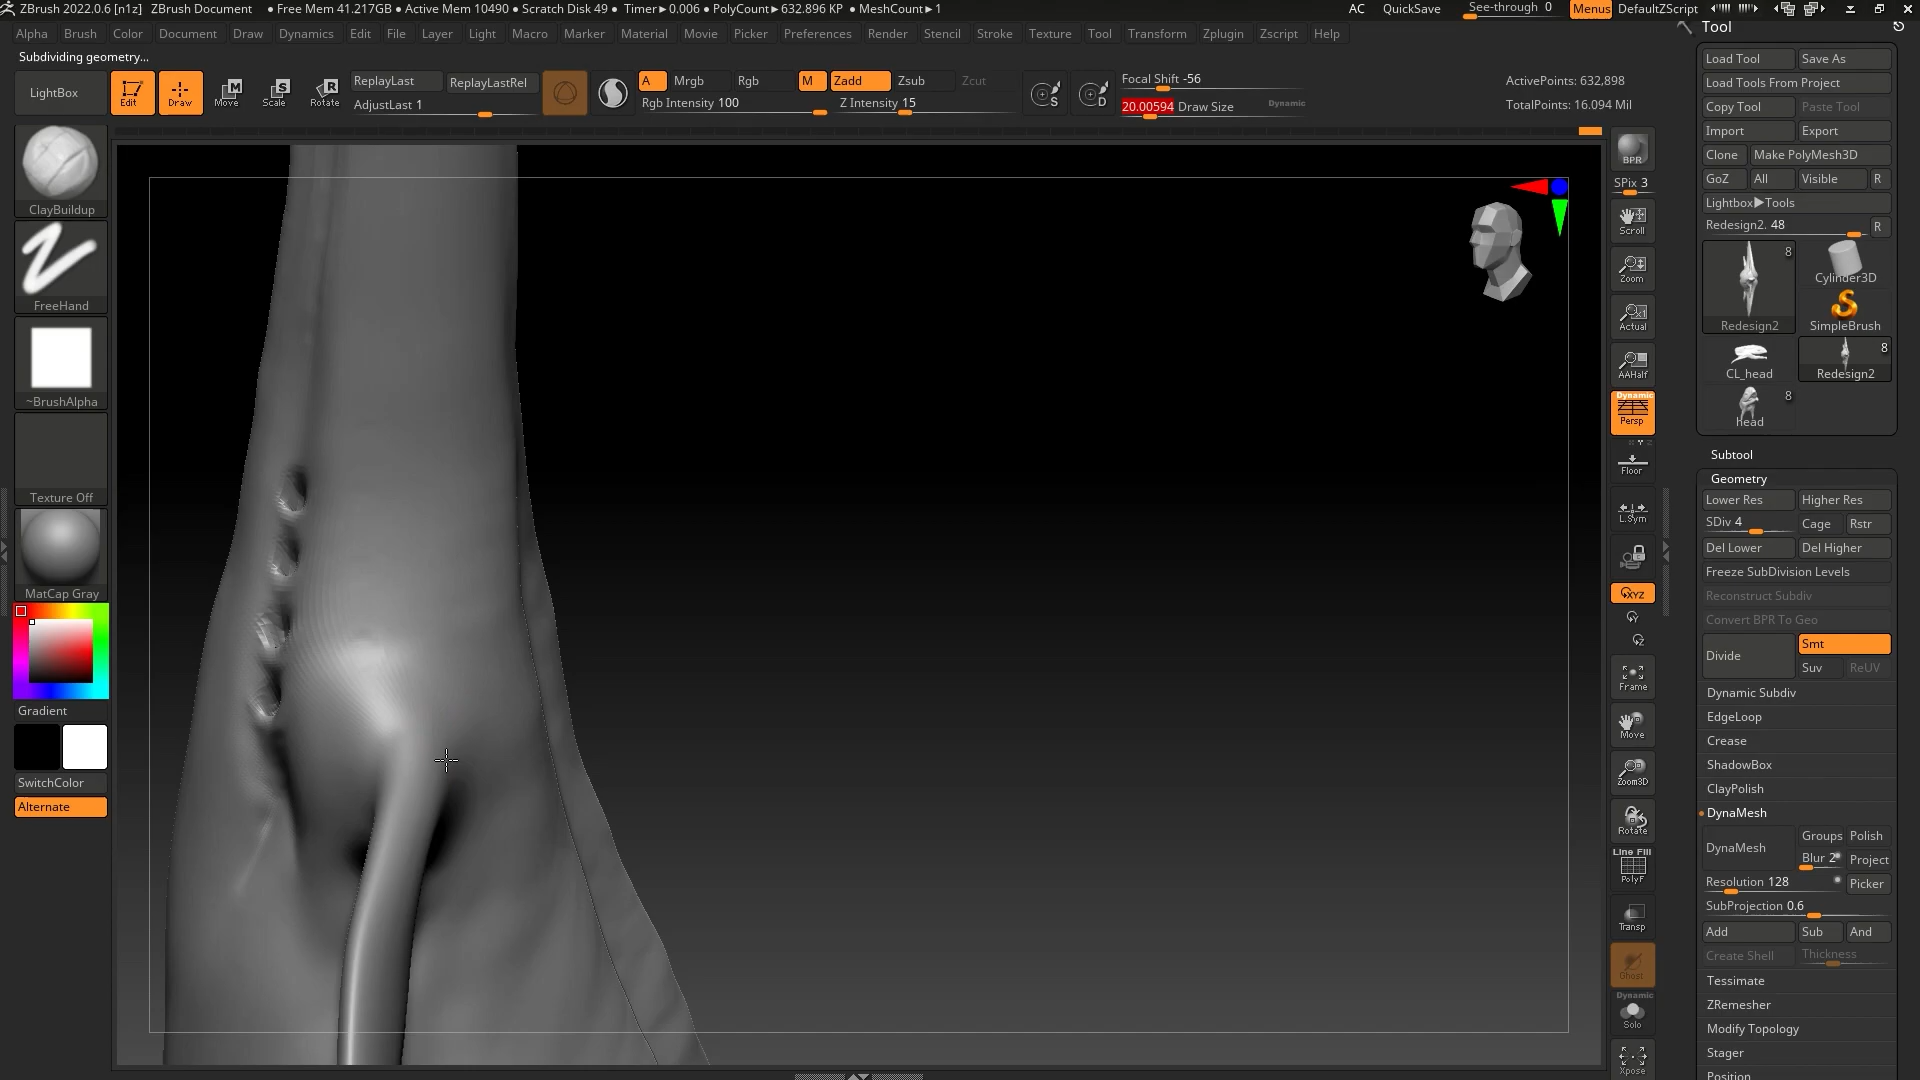 ZBrush 2022.0.6 [n1z] ZBrush Document • Free Mem 41.217GB • Active Mem 10490 • Scratch Disk 49 • Timer▶0.006 • PolyCount▶632.896 KP • MeshCount▶1 AC QuickSave See-through 0 Menus DefaultZScript
Alpha Brush Color Document Draw Dynamics Edit File Layer Light Macro Marker Material Movie Picker Preferences Render Stencil Stroke Texture Tool Transform Zplugin Zscript Help
Subdividing geometry...
LightBox
Edit
Draw
Move
Scale
Rotate
ReplayLast
ReplayLastRel
AdjustLast 1
A
Mrgb
Rgb
M
Zadd
Zsub
Zcut
Rgb Intensity 100
Z Intensity 15
S
D
Focal Shift -56
20.00594 Draw Size
Dynamic
ActivePoints: 632,898
TotalPoints: 16.094 Mil
ClayBuildup
FreeHand
~BrushAlpha
Texture Off
MatCap Gray
Gradient
SwitchColor
Alternate
BPR
SPix 3
Scroll
Zoom
Actual
AAHalf
Dynamic
Persp
Floor
L.Sym
XYZ
Frame
Move
Zoom3D
Rotate
Line Fill
PolyF
Transp
Ghost
Dynamic
Solo
Xpose
Tool
Load Tool Save As
Load Tools From Project
Copy Tool Paste Tool
Import Export
Clone Make PolyMesh3D
GoZ All Visible R
Lightbox▶Tools
Redesign2. 48 R
8
Redesign2
Cylinder3D
SimpleBrush
CL_head
8
Redesign2
8
head
Subtool
Geometry
Lower Res Higher Res
SDiv 4 Cage Rstr
Del Lower Del Higher
Freeze SubDivision Levels
Reconstruct Subdiv
Convert BPR To Geo
Divide
Smt
Suv ReUV
Dynamic Subdiv
EdgeLoop
Crease
ShadowBox
ClayPolish
DynaMesh
DynaMesh
Groups Polish
Blur 2 Project
Resolution 128 Picker
SubProjection 0.6
Add Sub And
Create Shell Thickness
Tessimate
ZRemesher
Modify Topology
Stager
Position